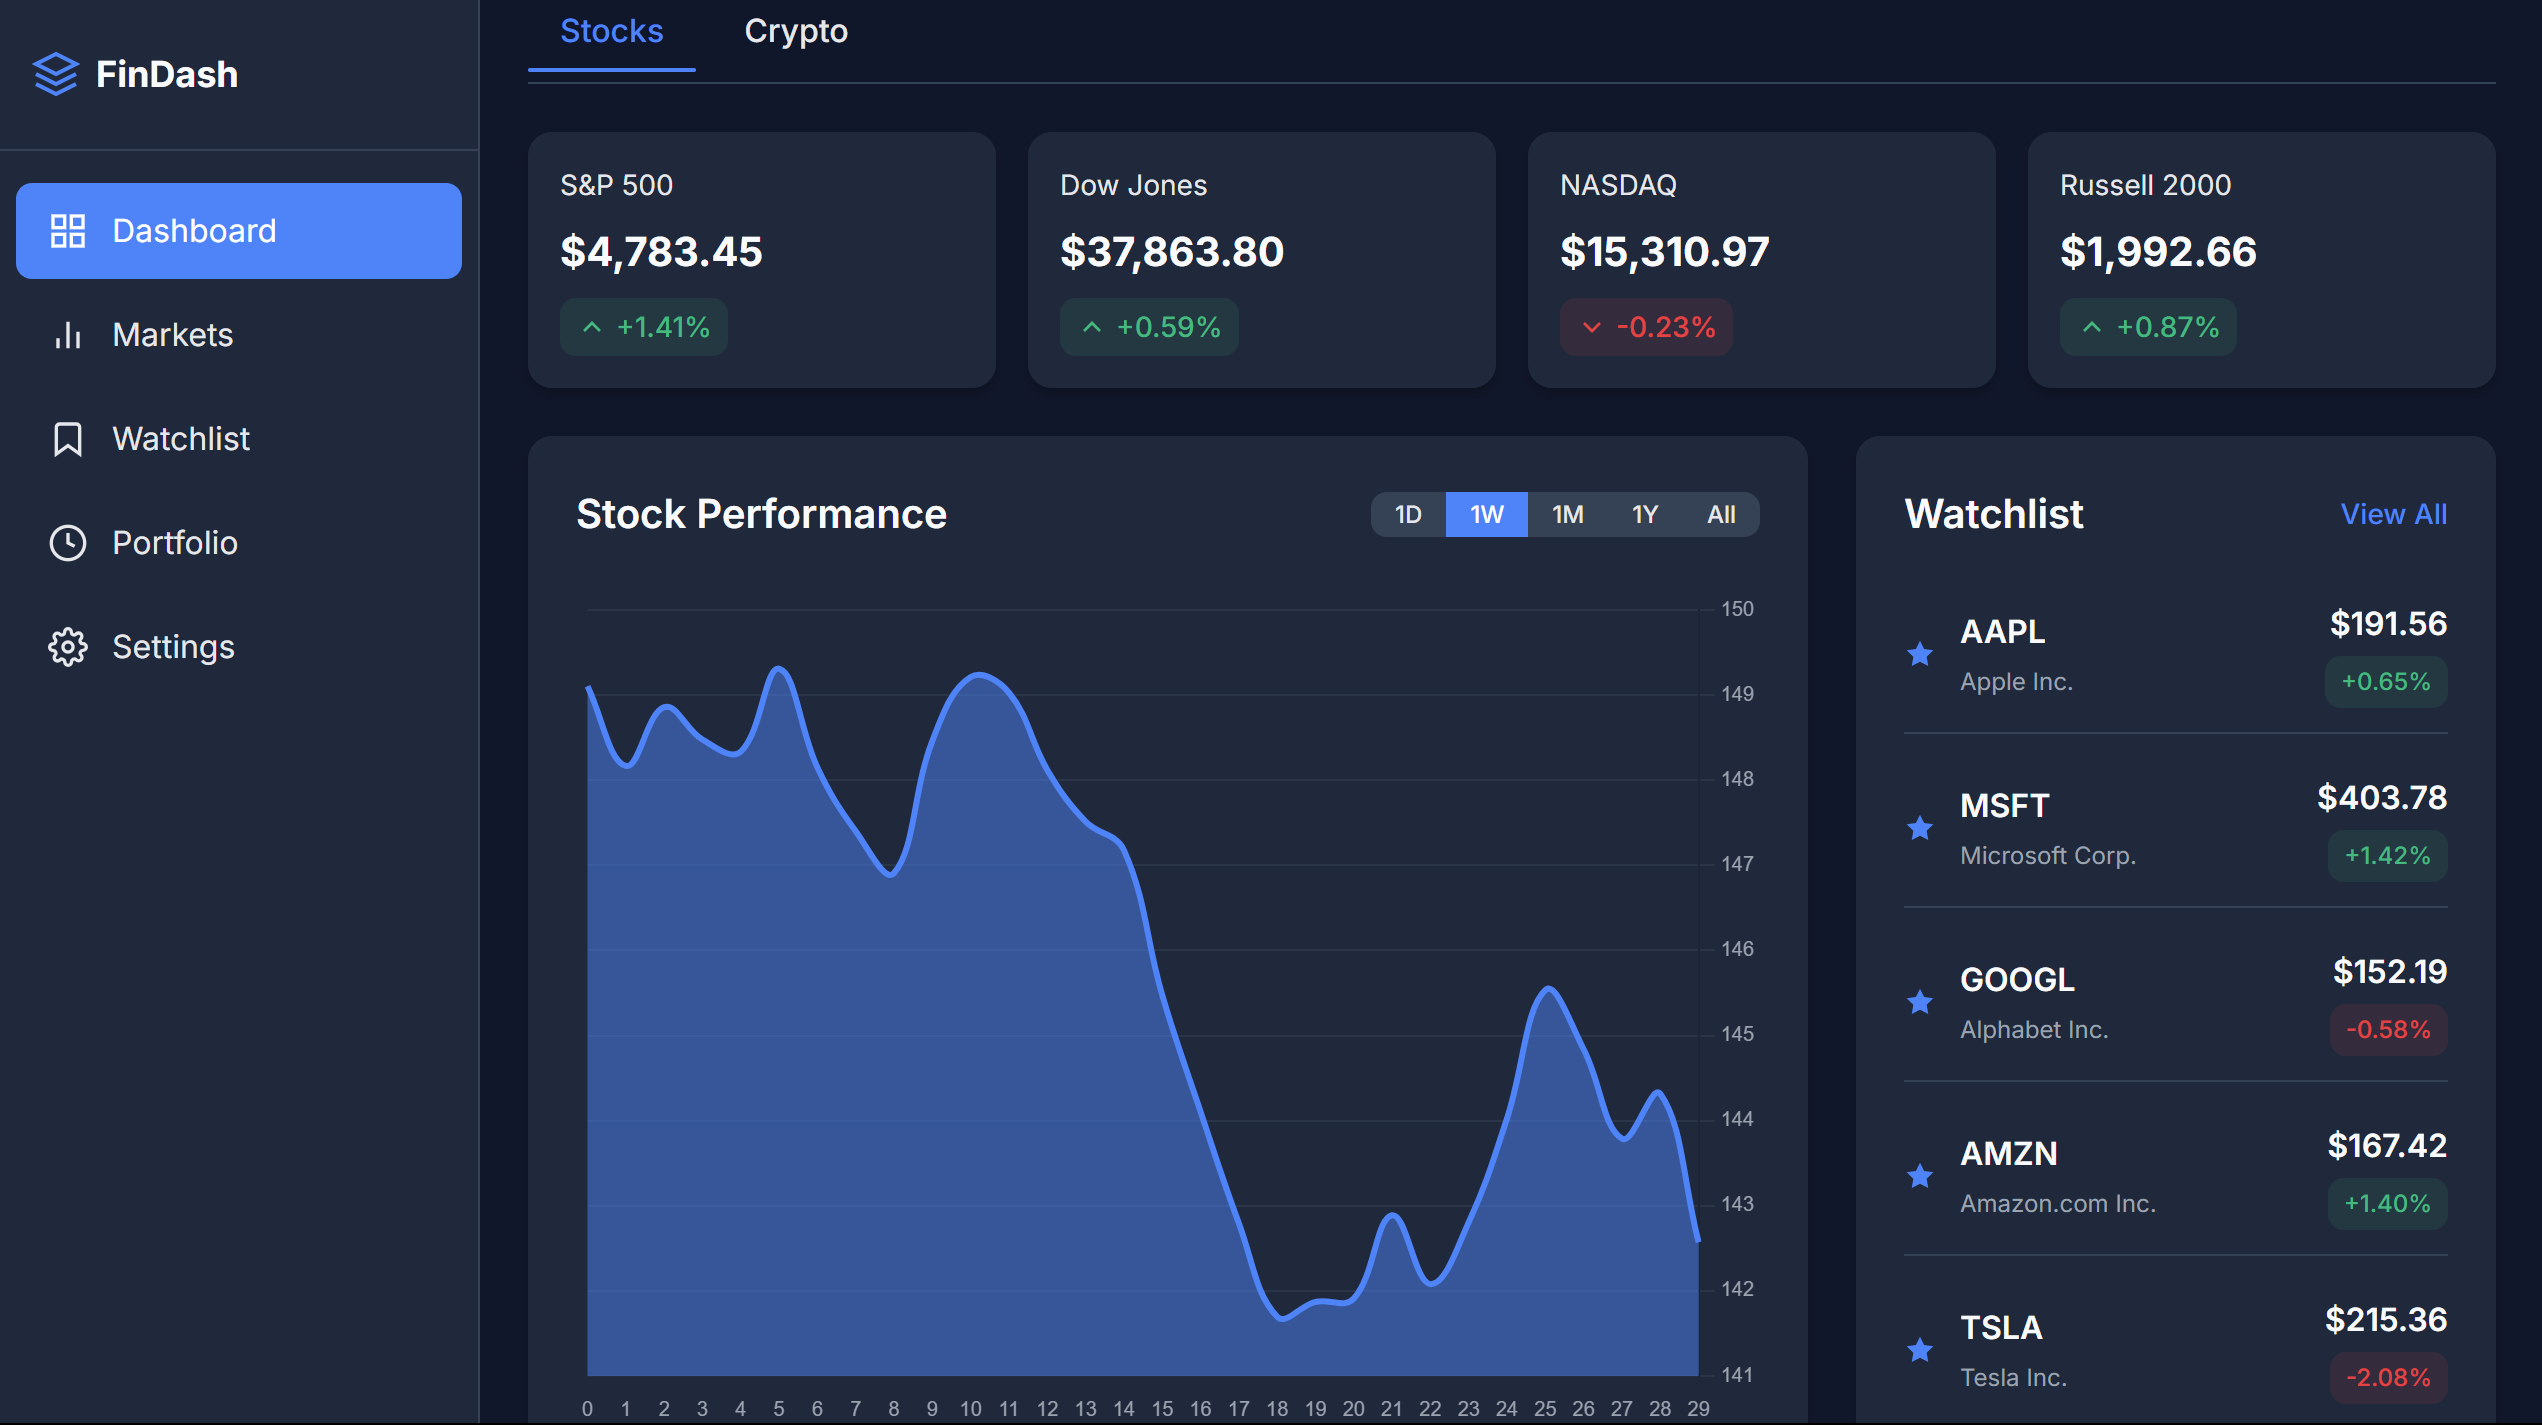 FinDash
Dashboard
Markets
Watchlist
Portfolio
Settings
Stocks Crypto
S&P 500
$4,783.45
+1.41%
Dow Jones
$37,863.80
+0.59%
NASDAQ
$15,310.97
-0.23%
Russell 2000
$1,992.66
+0.87%
Stock Performance
1D 1W 1M 1Y All
150
149
148
147
146
145
144
143
142
141
0 1 2 3 4 5 6 7 8 9 10 11 12 13 14 15 16 17 18 19 20 21 22 23 24 25 26 27 28 29
Watchlist View All
AAPL $191.56
Apple Inc. +0.65%
MSFT $403.78
Microsoft Corp. +1.42%
GOOGL $152.19
Alphabet Inc. -0.58%
AMZN $167.42
Amazon.com Inc. +1.40%
TSLA $215.36
Tesla Inc. -2.08%